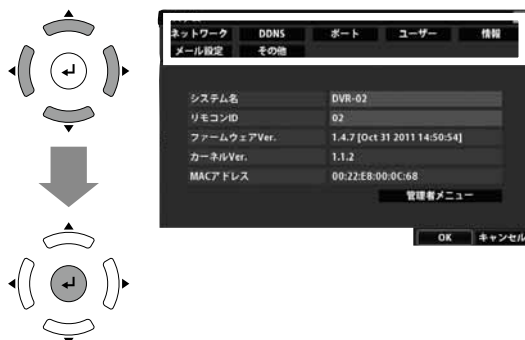 ネットワーク DDNS ポート ユーザー 情報
メール設定 その他
システム名 DVR-02
リモコンID 02
ファームウェアVer. 1.4.7 [Oct 31 2011 14:50:54]
カーネルVer. 1.1.2
MACアドレス 00:22:E8:00:0C:68
管理者メニュー
OK キャンセル